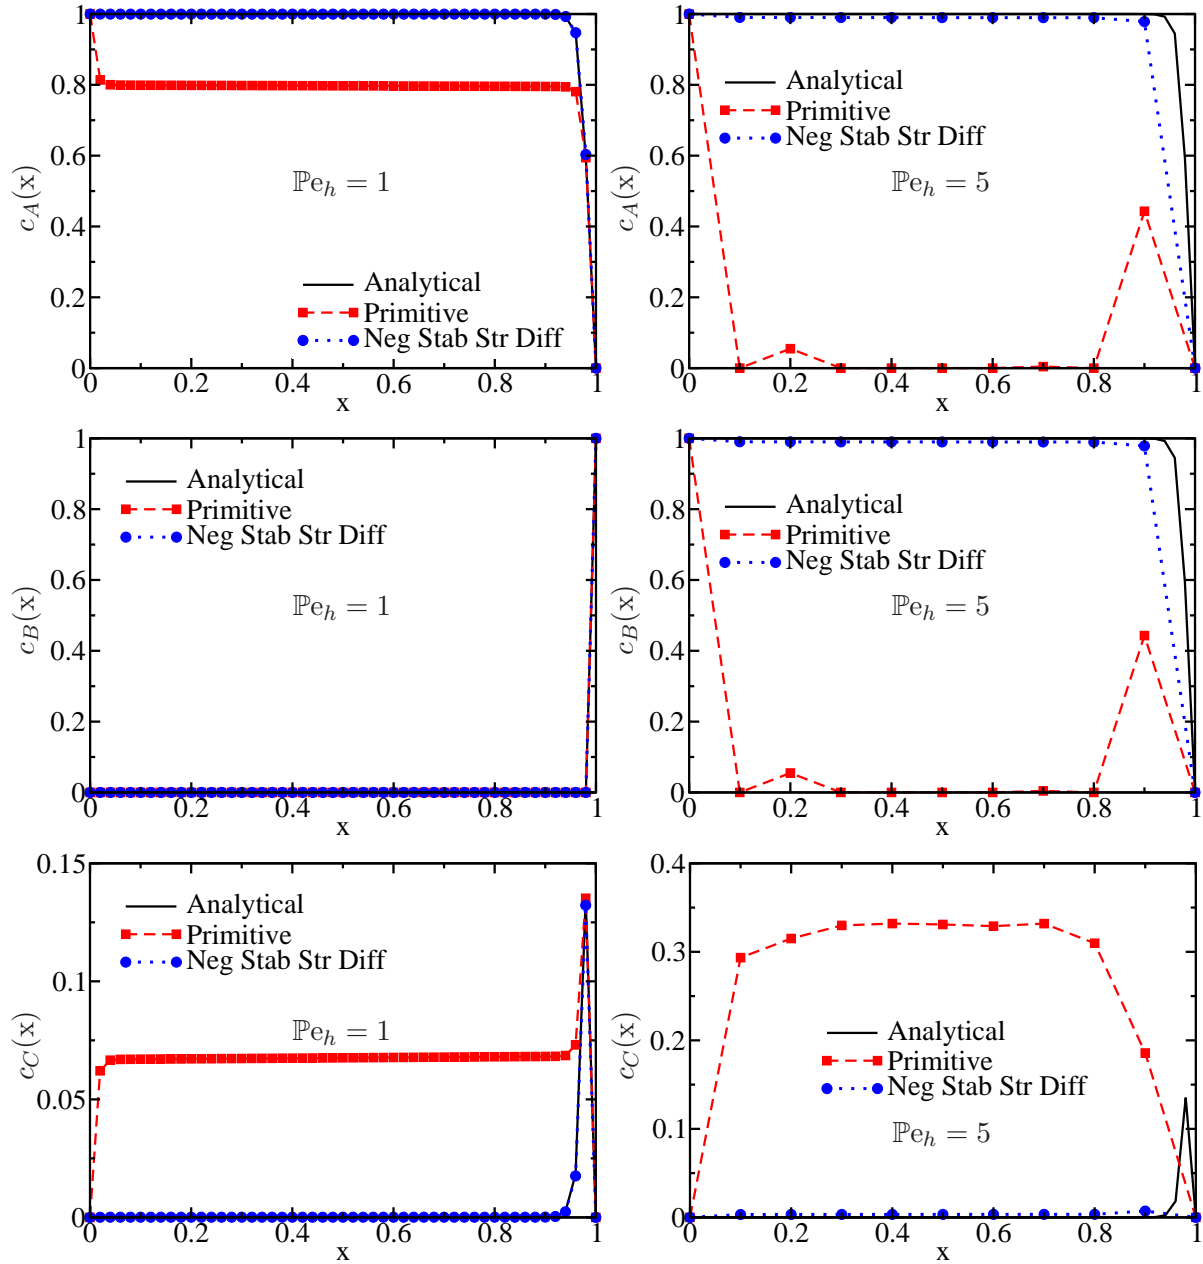 1
0.8
0.6
0.4
0.2
0
c_A(x)
ℙe_h = 1
Analytical
Primitive
Neg Stab Str Diff
0 0.2 0.4 0.6 0.8 1
x
1
0.8
0.6
0.4
0.2
0
c_A(x)
Analytical
Primitive
Neg Stab Str Diff
ℙe_h = 5
0 0.2 0.4 0.6 0.8 1
x
1
0.8
0.6
0.4
0.2
0
c_B(x)
Analytical
Primitive
Neg Stab Str Diff
ℙe_h = 1
0 0.2 0.4 0.6 0.8 1
x
1
0.8
0.6
0.4
0.2
0
c_B(x)
Analytical
Primitive
Neg Stab Str Diff
ℙe_h = 5
0 0.2 0.4 0.6 0.8 1
x
0.15
0.1
0.05
0
c_C(x)
Analytical
Primitive
Neg Stab Str Diff
ℙe_h = 1
0 0.2 0.4 0.6 0.8 1
x
0.4
0.3
0.2
0.1
0
c_C(x)
Analytical
Primitive
Neg Stab Str Diff
ℙe_h = 5
0 0.2 0.4 0.6 0.8 1
x